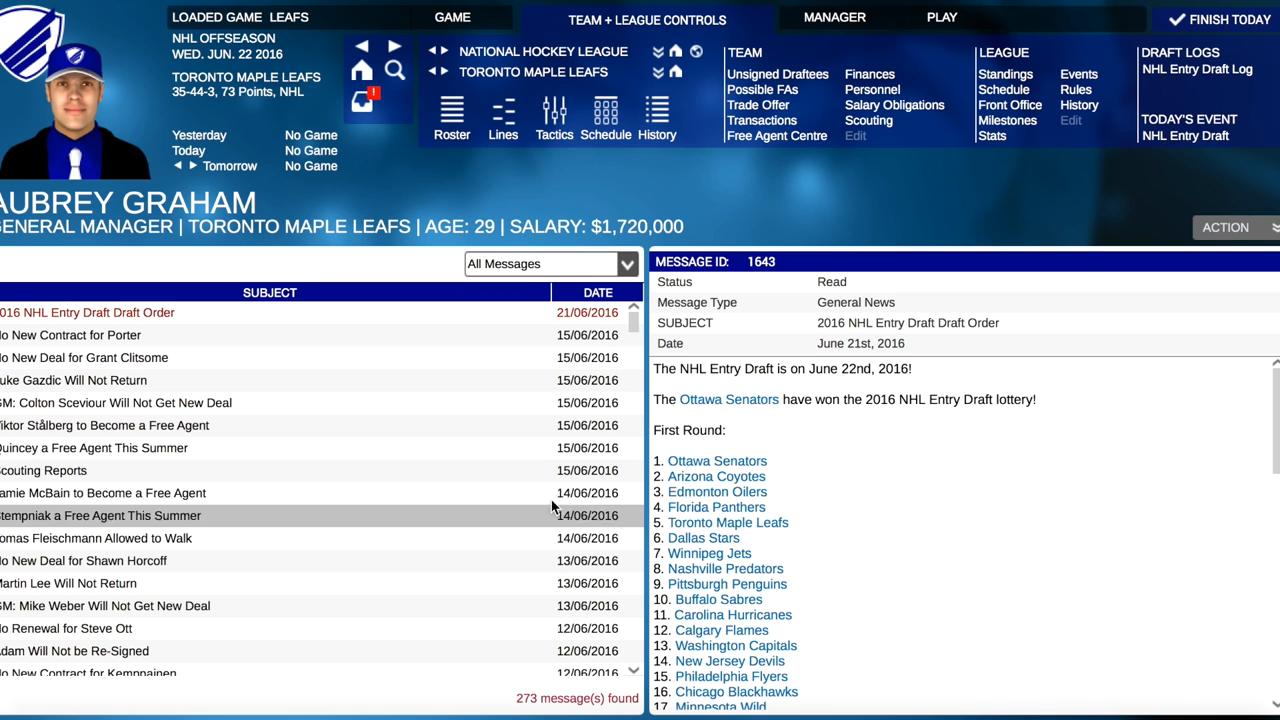 LOADED GAME LEAFS
GAME
TEAM + LEAGUE CONTROLS
MANAGER
PLAY
FINISH TODAY
NHL OFFSEASON
WED. JUN. 22 2016
TORONTO MAPLE LEAFS
35-44-3, 73 Points, NHL
Yesterday No Game
Today No Game
Tomorrow No Game
!
NATIONAL HOCKEY LEAGUE
TORONTO MAPLE LEAFS
Roster Lines Tactics Schedule History
TEAM
Unsigned Draftees Finances
Possible FAs Personnel
Trade Offer Salary Obligations
Transactions Scouting
Free Agent Centre Edit
LEAGUE
Standings Events
Schedule Rules
Front Office History
Milestones Edit
Stats
DRAFT LOGS
NHL Entry Draft Log
TODAY'S EVENT
NHL Entry Draft
AUBREY GRAHAM
GENERAL MANAGER | TORONTO MAPLE LEAFS | AGE: 29 | SALARY: $1,720,000
ACTION
All Messages
SUBJECT DATE
2016 NHL Entry Draft Draft Order 21/06/2016
No New Contract for Porter 15/06/2016
No New Deal for Grant Clitsome 15/06/2016
Luke Gazdic Will Not Return 15/06/2016
GM: Colton Sceviour Will Not Get New Deal 15/06/2016
Viktor Stålberg to Become a Free Agent 15/06/2016
Quincey a Free Agent This Summer 15/06/2016
Scouting Reports 15/06/2016
Jamie McBain to Become a Free Agent 14/06/2016
Stempniak a Free Agent This Summer 14/06/2016
Tomas Fleischmann Allowed to Walk 14/06/2016
No New Deal for Shawn Horcoff 13/06/2016
Martin Lee Will Not Return 13/06/2016
GM: Mike Weber Will Not Get New Deal 13/06/2016
No Renewal for Steve Ott 12/06/2016
Adam Will Not be Re-Signed 12/06/2016
No New Contract for Kemppainen 12/06/2016
273 message(s) found
MESSAGE ID: 1643
Status Read
Message Type General News
SUBJECT 2016 NHL Entry Draft Draft Order
Date June 21st, 2016
The NHL Entry Draft is on June 22nd, 2016!
The Ottawa Senators have won the 2016 NHL Entry Draft lottery!
First Round:
1. Ottawa Senators
2. Arizona Coyotes
3. Edmonton Oilers
4. Florida Panthers
5. Toronto Maple Leafs
6. Dallas Stars
7. Winnipeg Jets
8. Nashville Predators
9. Pittsburgh Penguins
10. Buffalo Sabres
11. Carolina Hurricanes
12. Calgary Flames
13. Washington Capitals
14. New Jersey Devils
15. Philadelphia Flyers
16. Chicago Blackhawks
17. Minnesota Wild